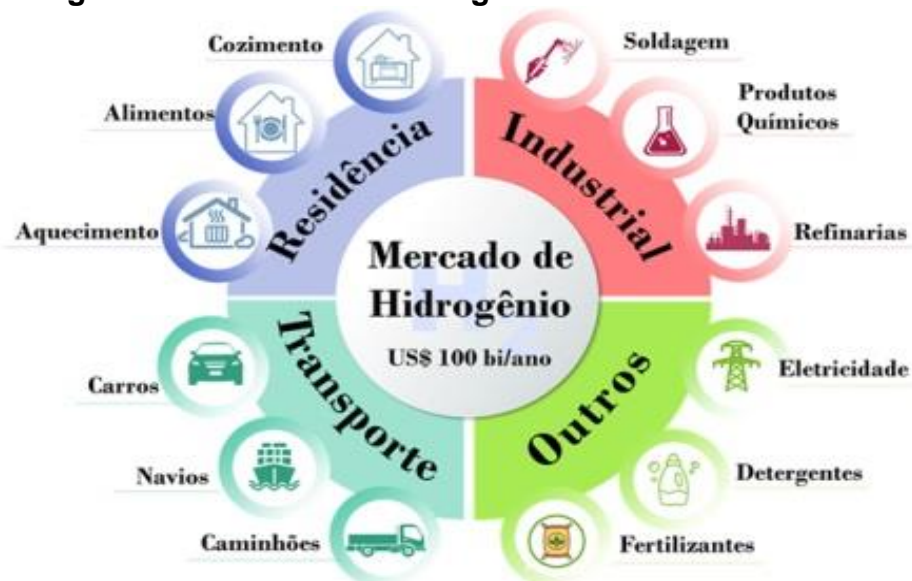 Cozimento
Alimentos
Aquecimento
Residência
Soldagem
Produtos
Químicos
Refinarias
Industrial
Mercado de
Hidrogênio
US$ 100 bi/ano
Carros
Navios
Caminhões
Transporte
Eletricidade
Detergentes
Fertilizantes
Outros